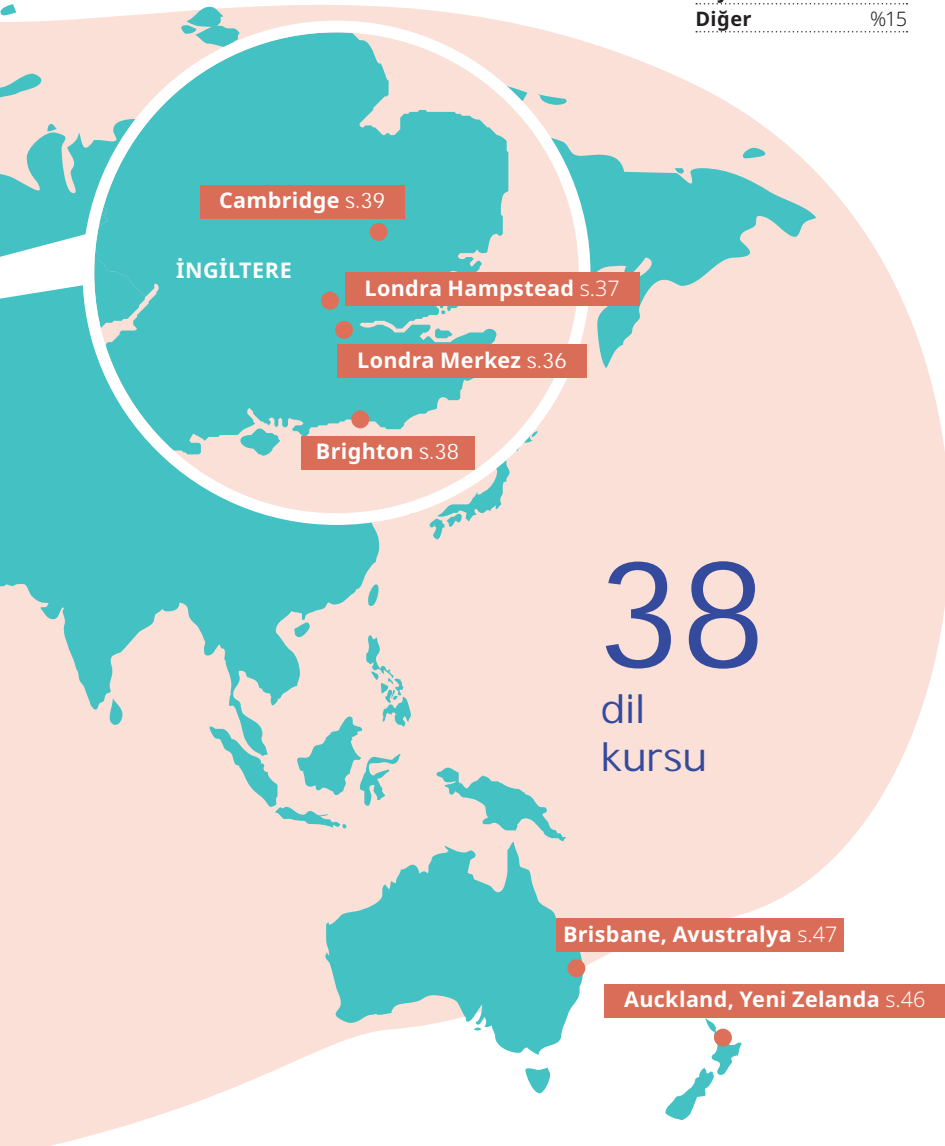 Diğer %15
Cambridge s.39
İNGİLTERE
Londra Hampstead s.37
Londra Merkez s.36
Brighton s.38
38
dil
kursu
Brisbane, Avustralya s.47
Auckland, Yeni Zelanda s.46